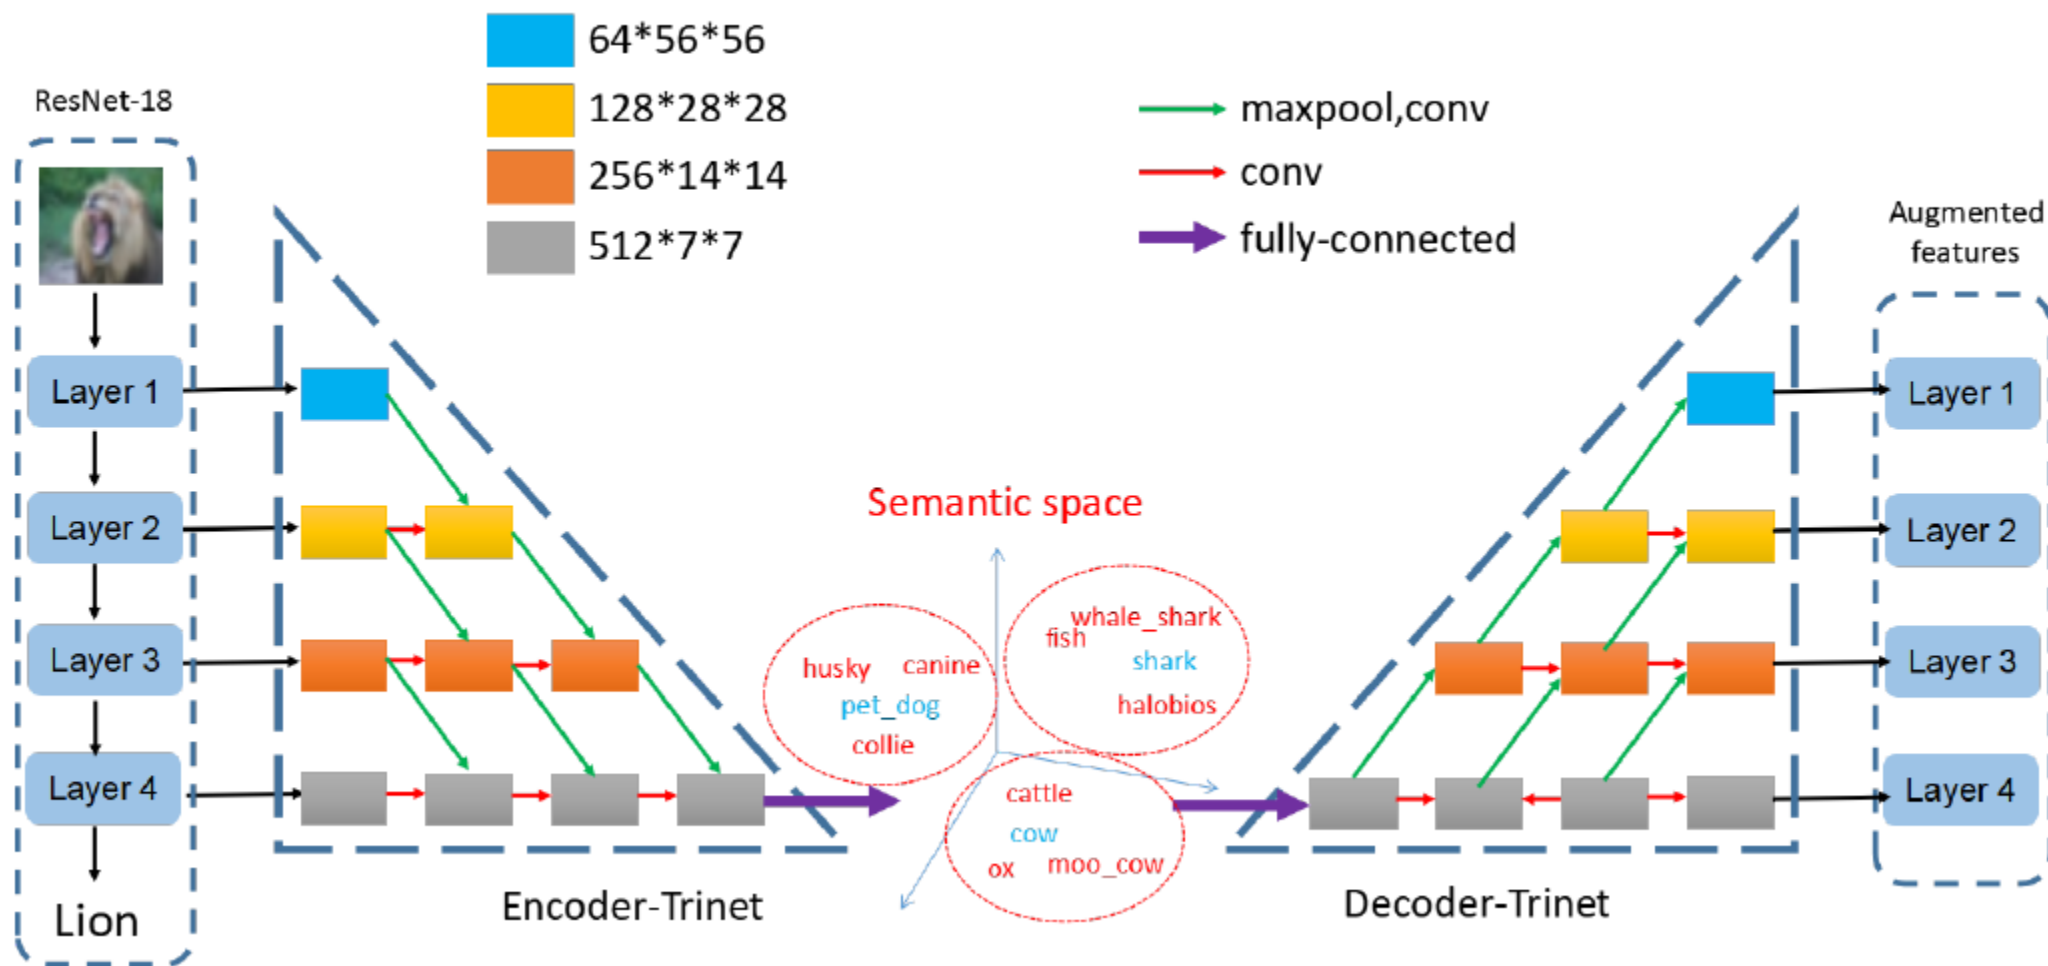 64*56*56
128*28*28
256*14*14
512*7*7
maxpool,conv
conv
fully-connected
ResNet-18
Layer 1
Layer 2
Layer 3
Layer 4
Lion
Encoder-Trinet
Semantic space
husky canine
pet_dog
collie
whale_shark
fish
shark
halobios
cattle
cow
ox moo_cow
Decoder-Trinet
Augmented
features
Layer 1
Layer 2
Layer 3
Layer 4